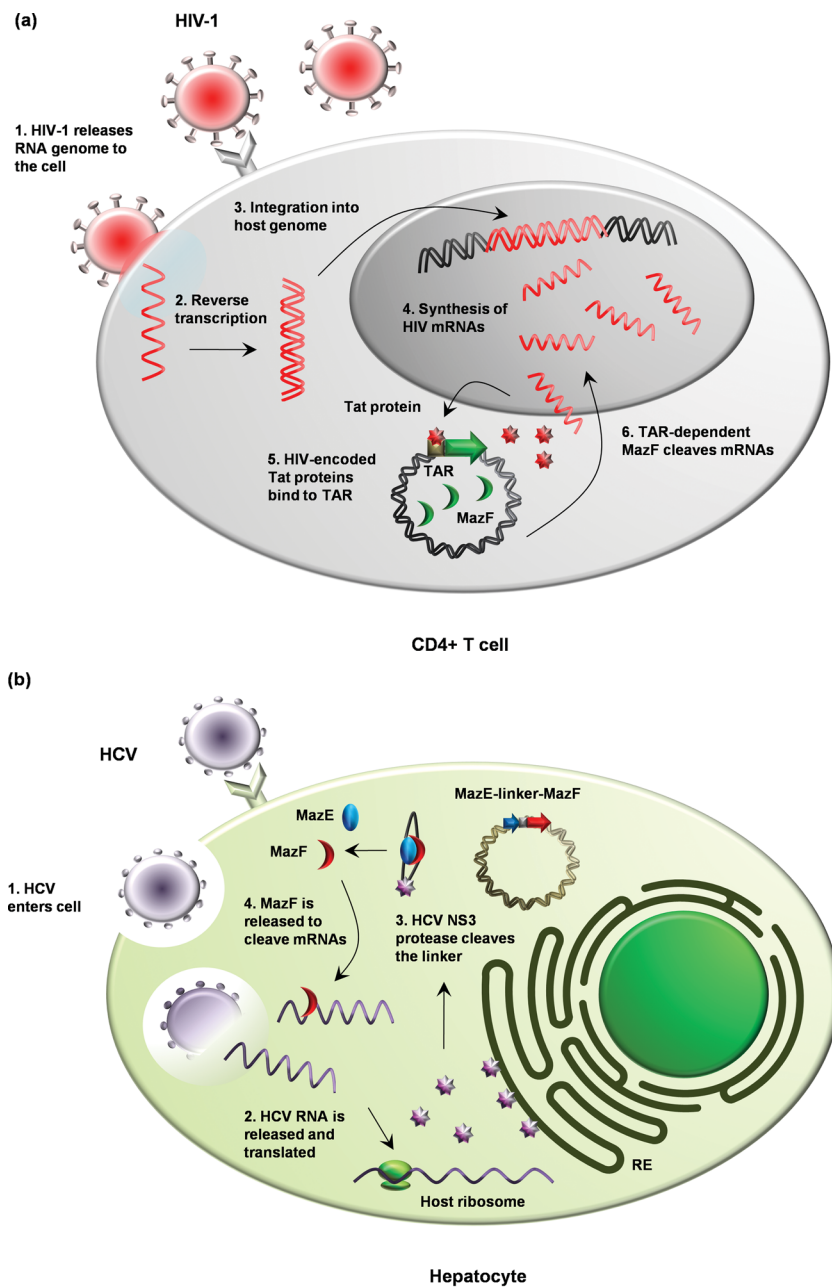 (a)
HIV-1
1. HIV-1 releases
RNA genome to
the cell
3. Integration into
host genome
2. Reverse
transcription
4. Synthesis of
HIV mRNAs
Tat protein
5. HIV-encoded
Tat proteins
bind to TAR
TAR
MazF
6. TAR-dependent
MazF cleaves mRNAs
CD4+ T cell
(b)
HCV
MazE
MazF
MazE-linker-MazF
1. HCV
enters cell
4. MazF is
released to
cleave mRNAs
3. HCV NS3
protease cleaves
the linker
2. HCV RNA is
released and
translated
RE
Host ribosome
Hepatocyte